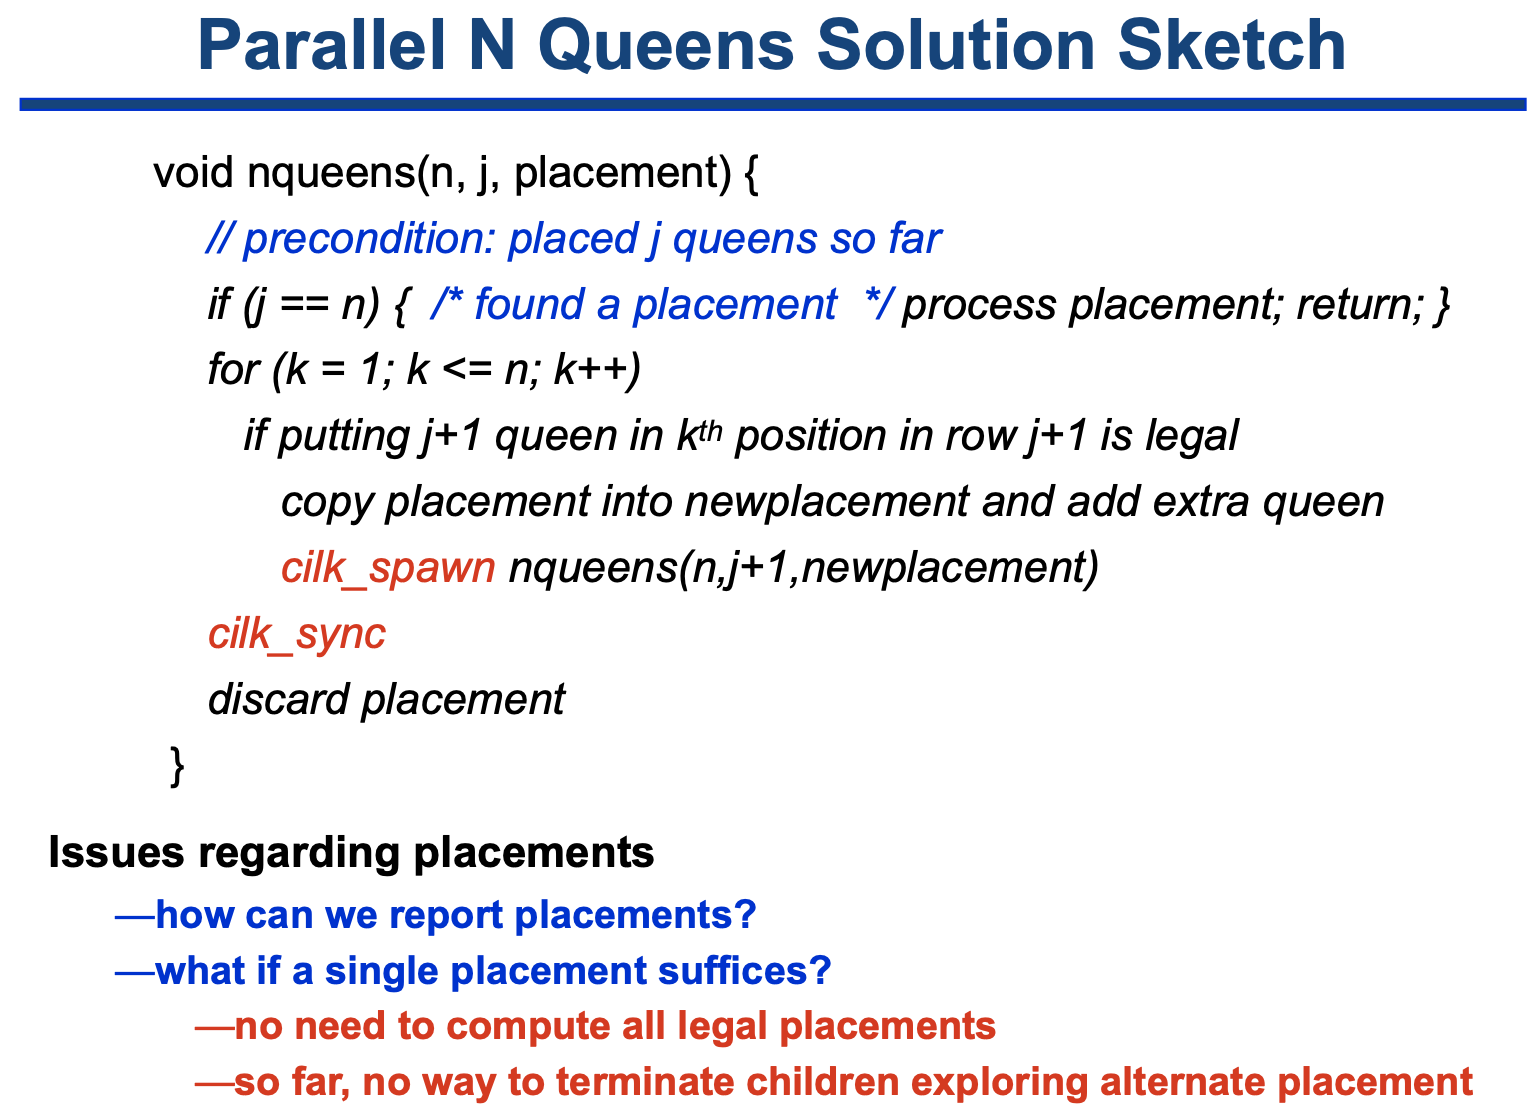 Parallel N Queens Solution Sketch
void nqueens(n, j, placement) {
// precondition: placed j queens so far
if (j == n) { /* found a placement */ process placement; return; }
for (k = 1; k <= n; k++)
if putting j+1 queen in kth position in row j+1 is legal
copy placement into newplacement and add extra queen
cilk_spawn nqueens(n,j+1,newplacement)
cilk_sync
discard placement
}
Issues regarding placements
—how can we report placements?
—what if a single placement suffices?
—no need to compute all legal placements
—so far, no way to terminate children exploring alternate placement